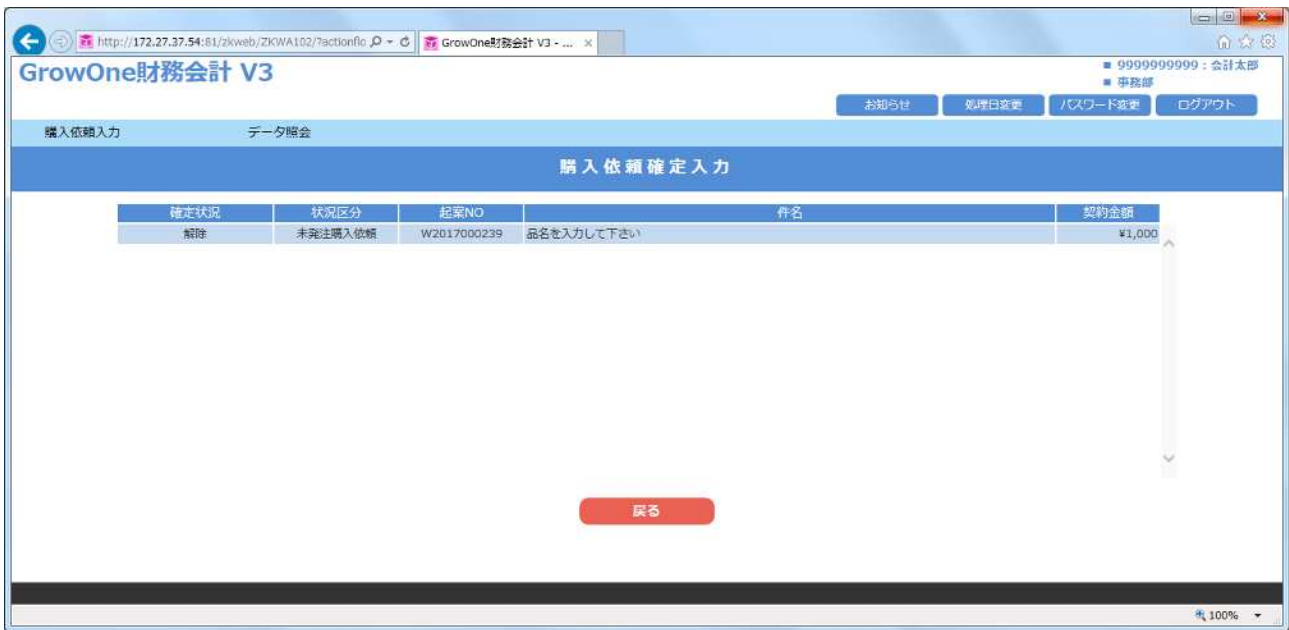 http://172.27.37.54:81/zkweb/ZKWA102/?actionflo
GrowOne財務会計 V3 - ...
GrowOne財務会計 V3
9999999999：会計太郎
事務部
お知らせ 処理日変更 パスワード変更 ログアウト
購入依頼入力 データ照会
購入依頼確定入力
確定状況 状況区分 起案NO 件名 契約金額
解除 未発注購入依頼 W2017000239 品名を入力して下さい ¥1,000
戻る
100%